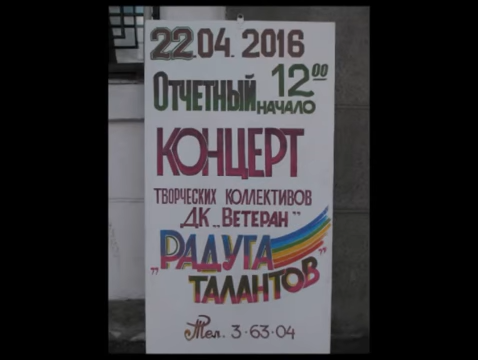 22.04. 2016
ОТЧЕТНЫЙ 12⁰⁰
НАЧАЛО
КОНЦЕРТ
ТВОРЧЕСКИХ КОЛЛЕКТИВОВ
ДК „ВЕТЕРАН"
„РАДУГА
ТАЛАНТОВ"
Тел. 3·63·04